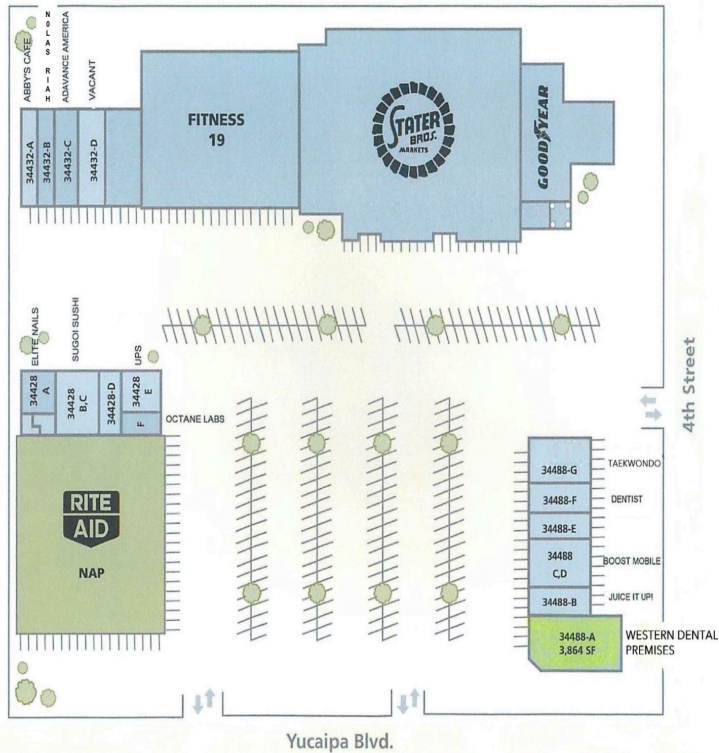 ABBY'S CAFE
NOLAS RIAH
ADAVANCE AMERICA
VACANT
34432-A
34432-B
34432-C
34432-D
FITNESS
19
STATER
BROS.
MARKETS
GOODYEAR
ELITE NAILS
SUGOI SUSHI
UPS
34428
A
34428
B,C
34428-D
34428
E
F
OCTANE LABS
RITE
AID
NAP
4th Street
34488-G
TAEKWONDO
34488-F
DENTIST
34488-E
34488
C,D
BOOST MOBILE
34488-B
JUICE IT UP!
34488-A
3,864 SF
WESTERN DENTAL
PREMISES
Yucaipa Blvd.